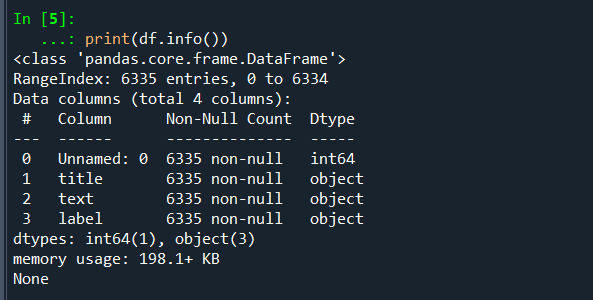 In [5]:
   ...: print(df.info())
<class 'pandas.core.frame.DataFrame'>
RangeIndex: 6335 entries, 0 to 6334
Data columns (total 4 columns):
 #   Column      Non-Null Count  Dtype
---  ------      --------------  -----
 0   Unnamed: 0  6335 non-null   int64
 1   title       6335 non-null   object
 2   text        6335 non-null   object
 3   label       6335 non-null   object
dtypes: int64(1), object(3)
memory usage: 198.1+ KB
None